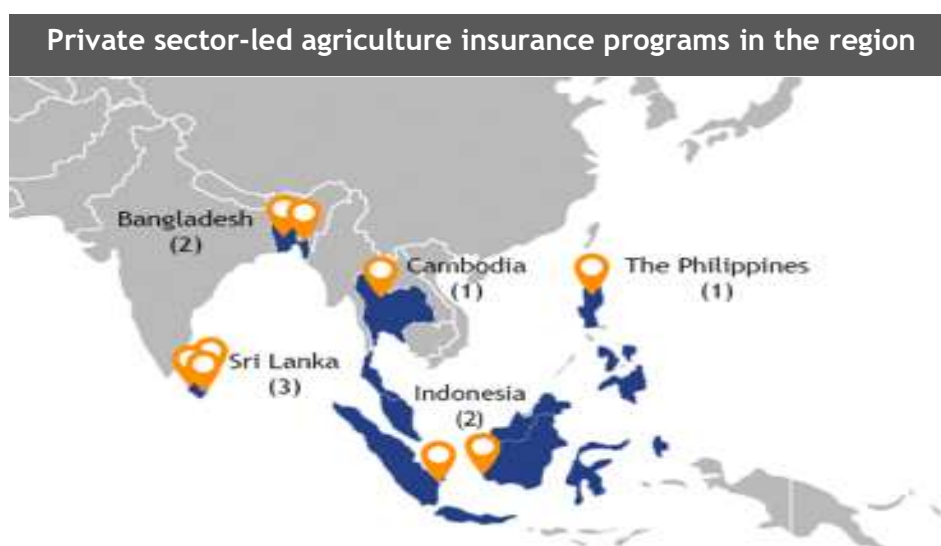 Private sector-led agriculture insurance programs in the region
Bangladesh
(2)
Cambodia
(1)
The Philippines
(1)
Sri Lanka
(3)
Indonesia
(2)